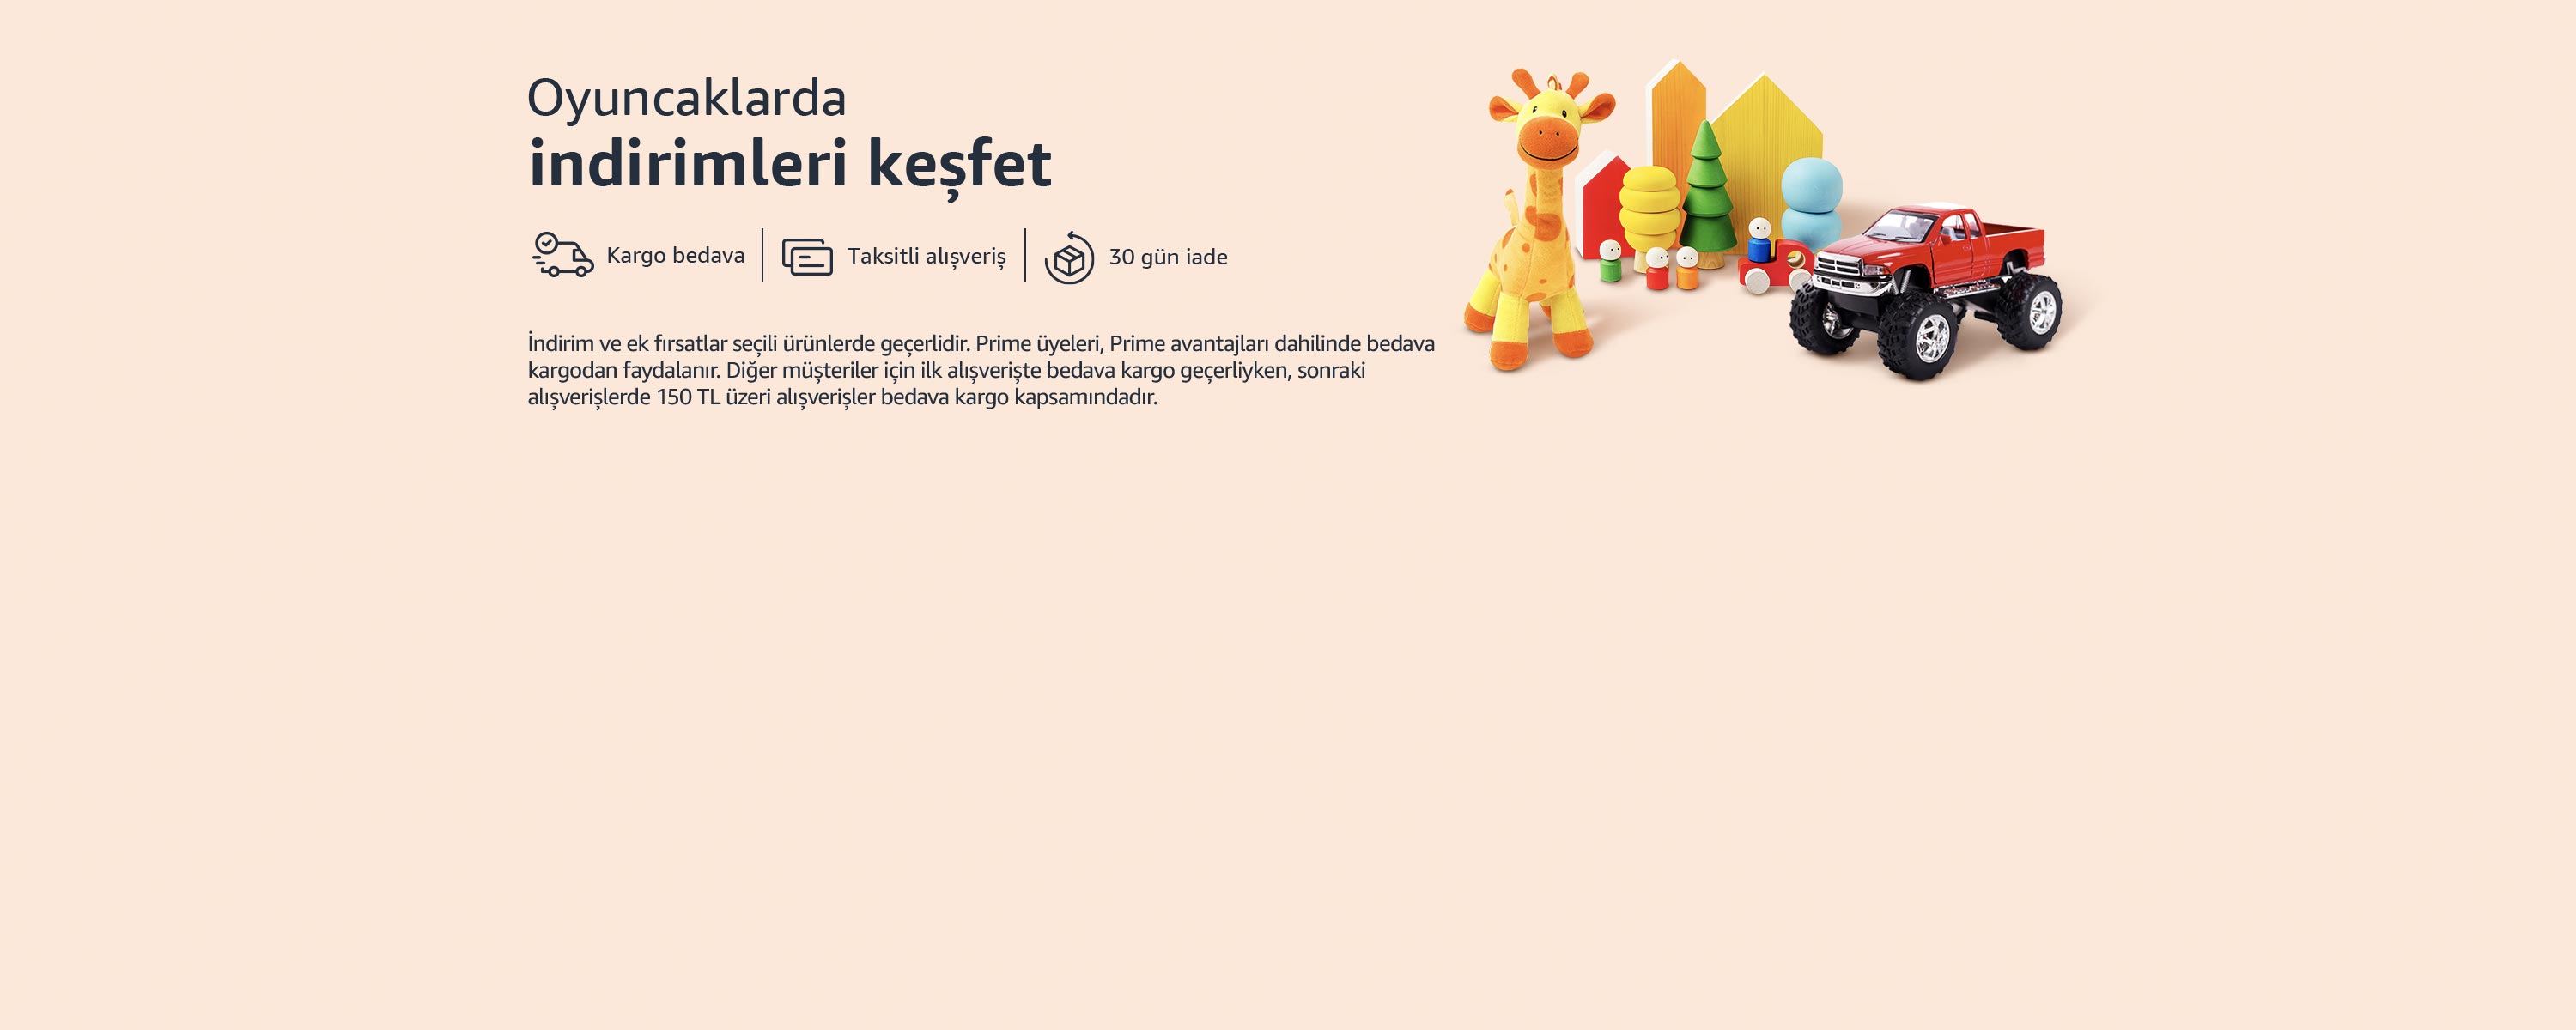 Oyuncaklarda
indirimleri keşfet
Kargo bedava
Taksitli alışveriş
30 gün iade
İndirim ve ek fırsatlar seçili ürünlerde geçerlidir. Prime üyeleri, Prime avantajları dahilinde bedava
kargodan faydalanır. Diğer müşteriler için ilk alışverişte bedava kargo geçerliyken, sonraki
alışverişlerde 150 TL üzeri alışverişler bedava kargo kapsamındadır.